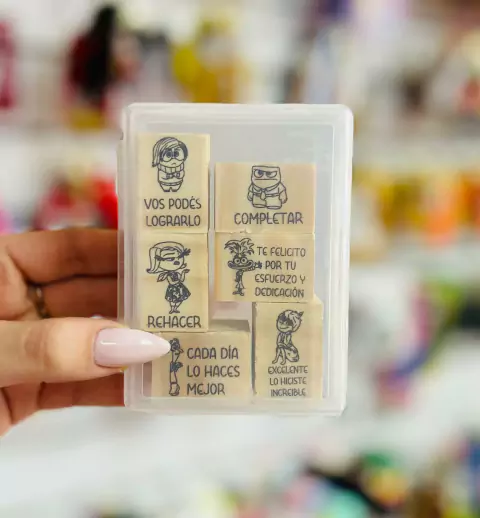 VOS PODÉS
LOGRARLO
COMPLETAR
REHACER
TE FELICITO
POR TU
ESFUERZO Y
DEDICACIÓN
CADA DÍA
LO HACES
MEJOR
EXCELENTE
LO HICISTE
INCREIBLE